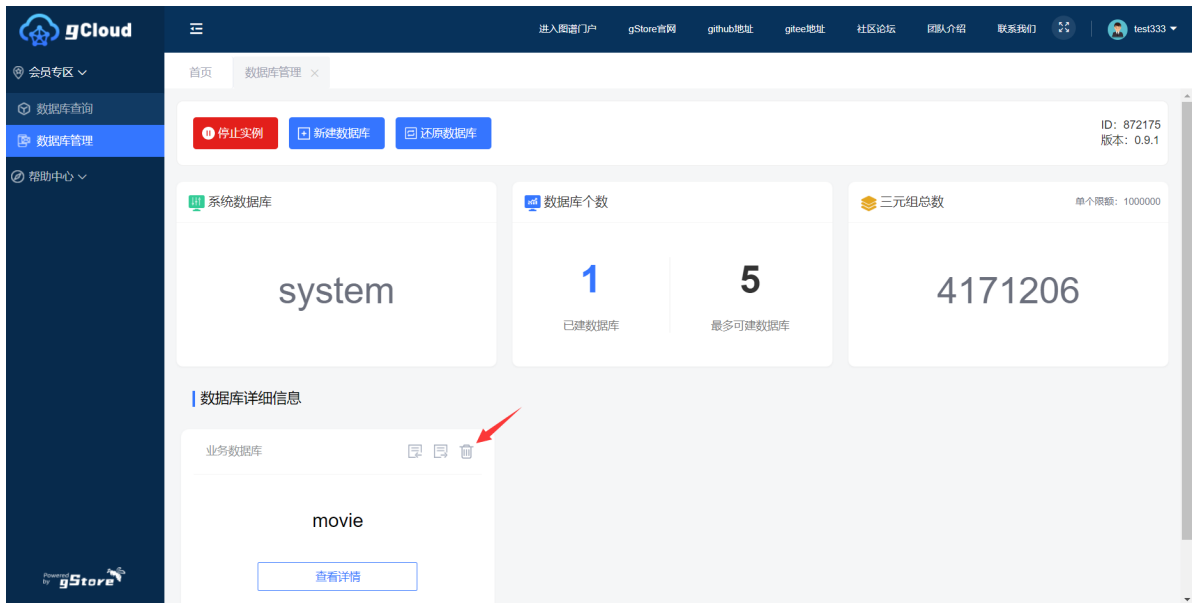 gCloud
进入图谱门户 gStore官网 github地址 gitee地址 社区论坛 团队介绍 联系我们 test333
会员专区
首页 数据库管理
数据库查询
数据库管理
帮助中心
停止实例 新建数据库 还原数据库
ID：872175
版本：0.9.1
系统数据库
system
数据库个数
1 5
已建数据库 最多可建数据库
三元组总数 单个限额：1000000
4171206
数据库详细信息
业务数据库
movie
查看详情
Powered by gStore